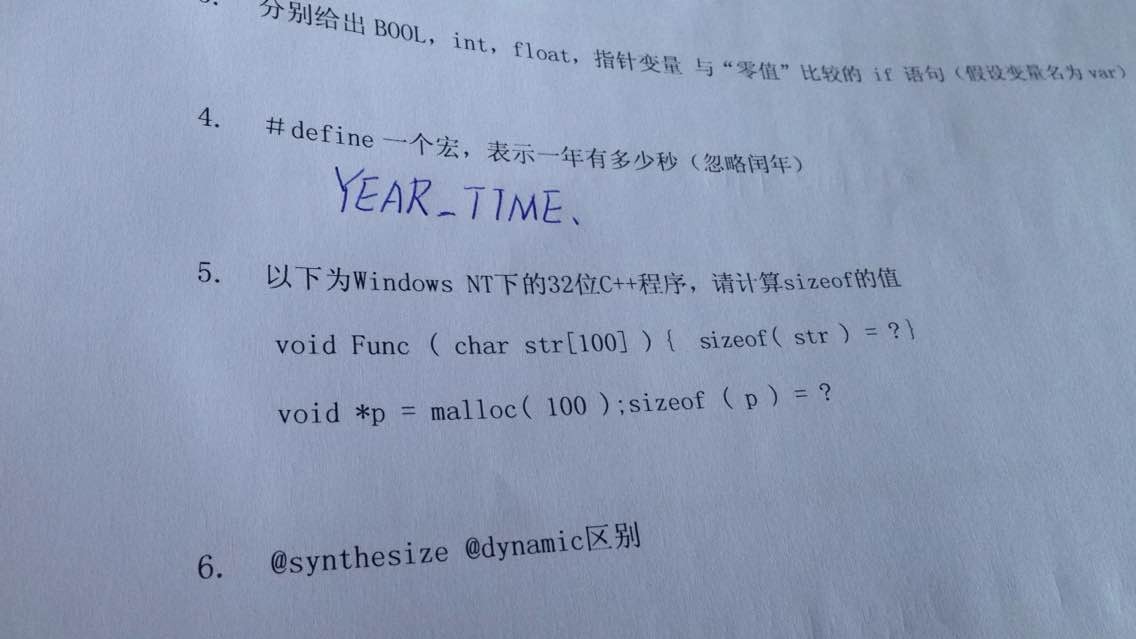 分别给出 BOOL, int, float, 指针变量 与“零值”比较的 if 语句（假设变量名为 var）
4. #define 一个宏, 表示一年有多少秒（忽略闰年）
YEAR_TIME、
5. 以下为Windows NT下的32位C++程序, 请计算sizeof的值
void Func ( char str[100] ) { sizeof( str ) = ?}
void *p = malloc( 100 );sizeof ( p ) = ?
6. @synthesize @dynamic区别